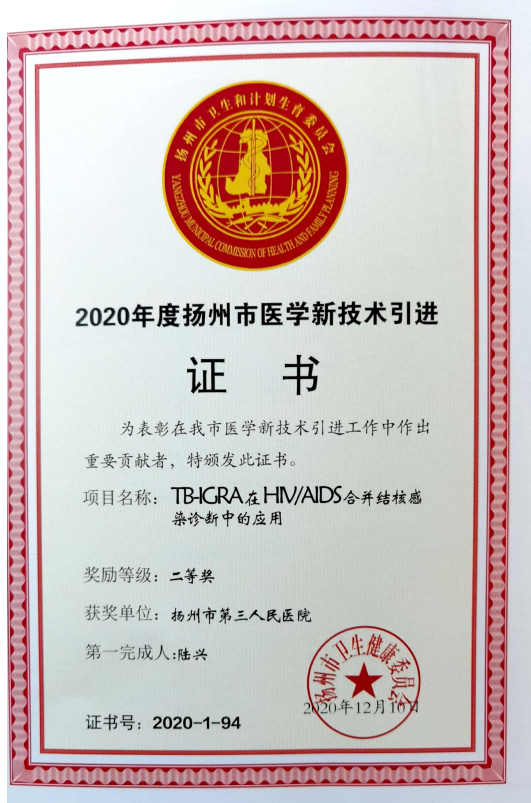 扬州市卫生和计划生育委员会
YANGZHOU MUNICIPAL COMMISSION OF HEALTH AND FAMILY PLANNING
2020年度扬州市医学新技术引进
证书
为表彰在我市医学新技术引进工作中作出
重要贡献者，特颁发此证书。
项目名称：TB-IGRA在HIV/AIDS合并结核感
染诊断中的应用
奖励等级：二等奖
获奖单位：扬州市第三人民医院
第一完成人:陆兴
扬州市卫生健康委员会
2020年12月10日
证书号：2020-1-94